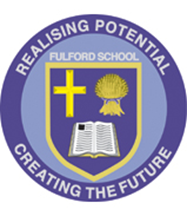 REALISING POTENTIAL
FULFORD SCHOOL
CREATING THE FUTURE